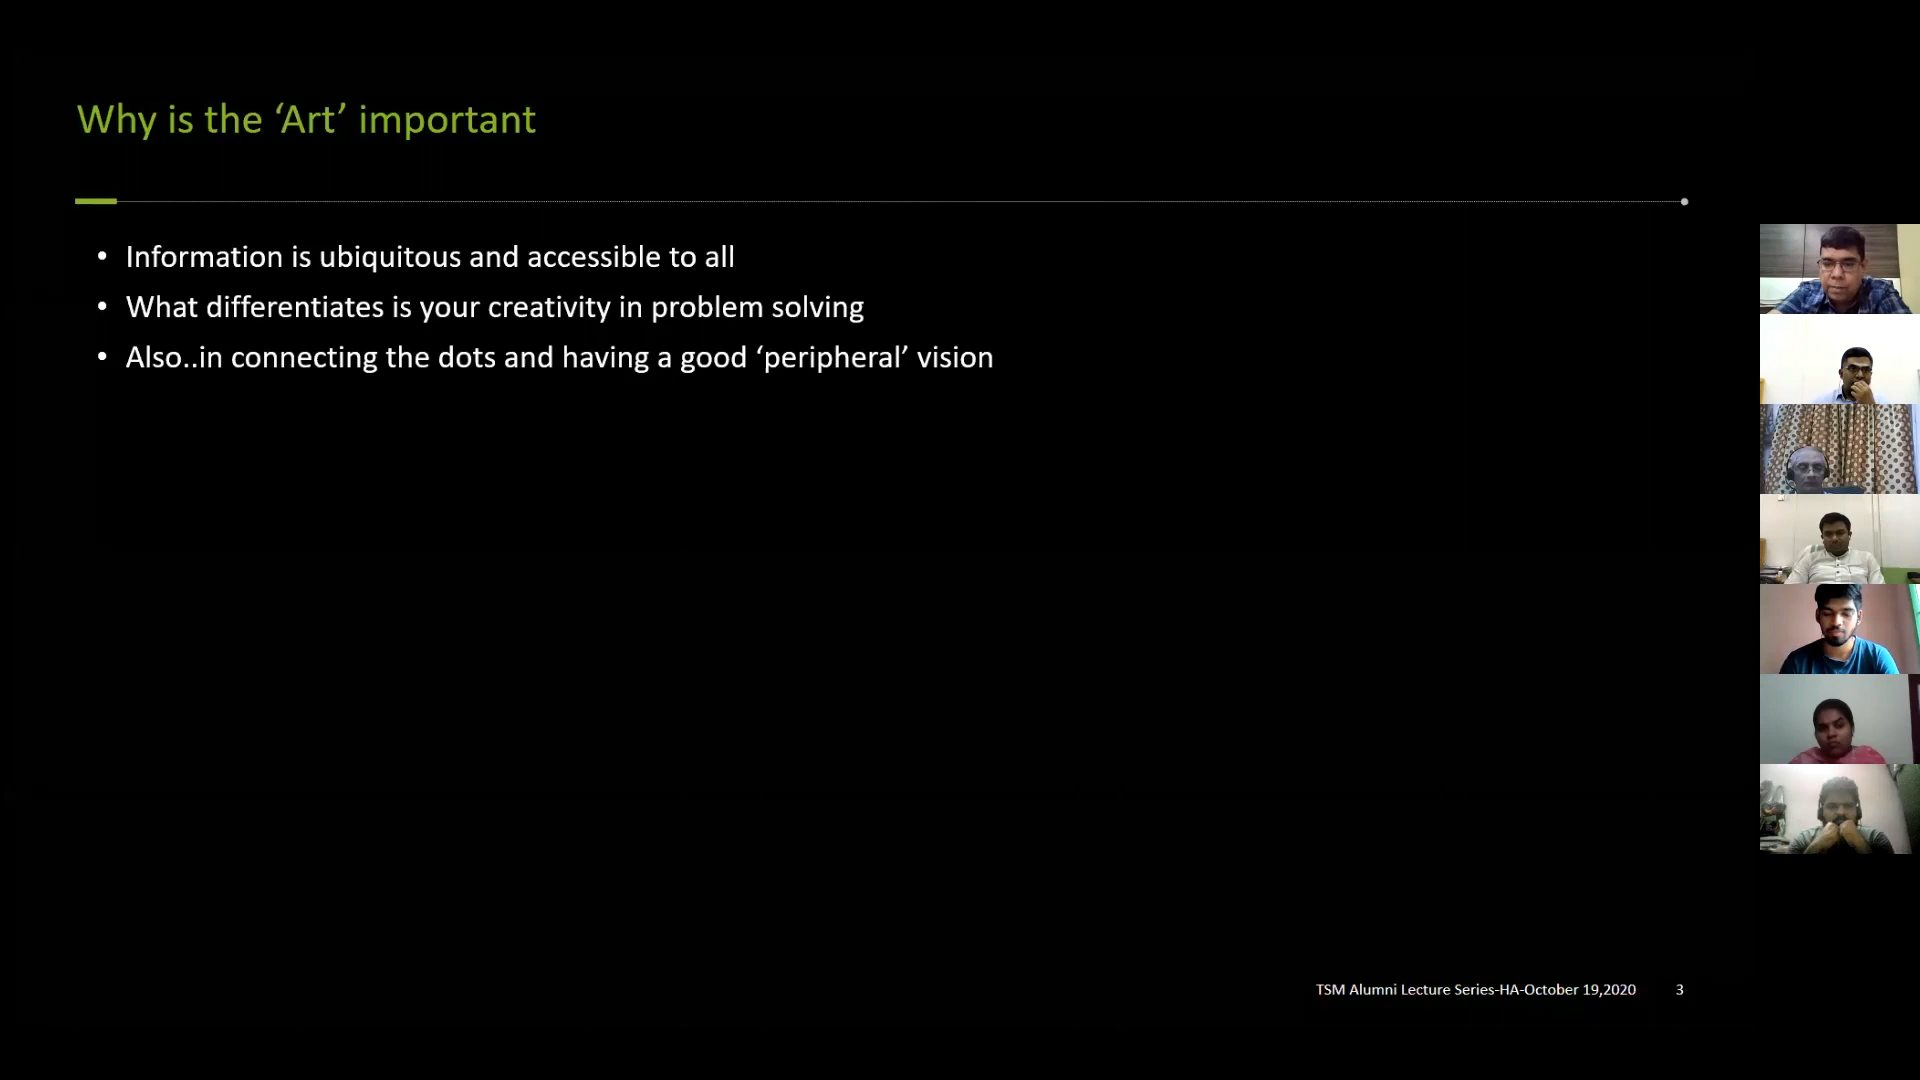 Why is the ‘Art’ important
• Information is ubiquitous and accessible to all
• What differentiates is your creativity in problem solving
• Also..in connecting the dots and having a good ‘peripheral’ vision
TSM Alumni Lecture Series-HA-October 19,2020 3